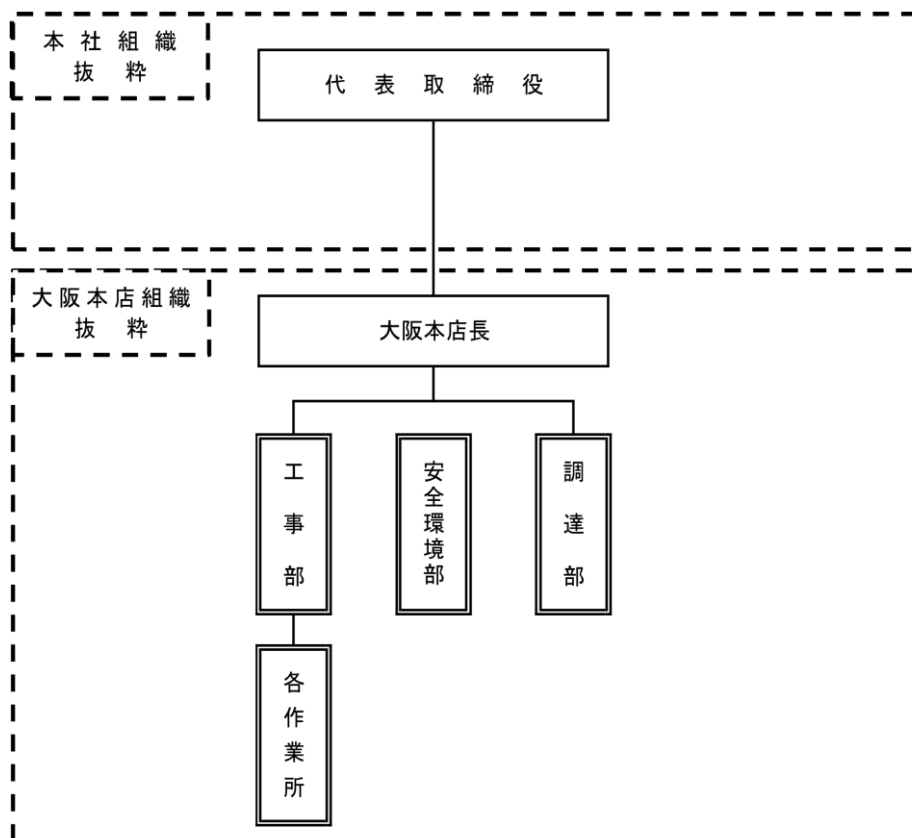 本社組織
抜粋
代表取締役
大阪本店組織
抜粋
大阪本店長
工事部
安全環境部
調達部
各作業所